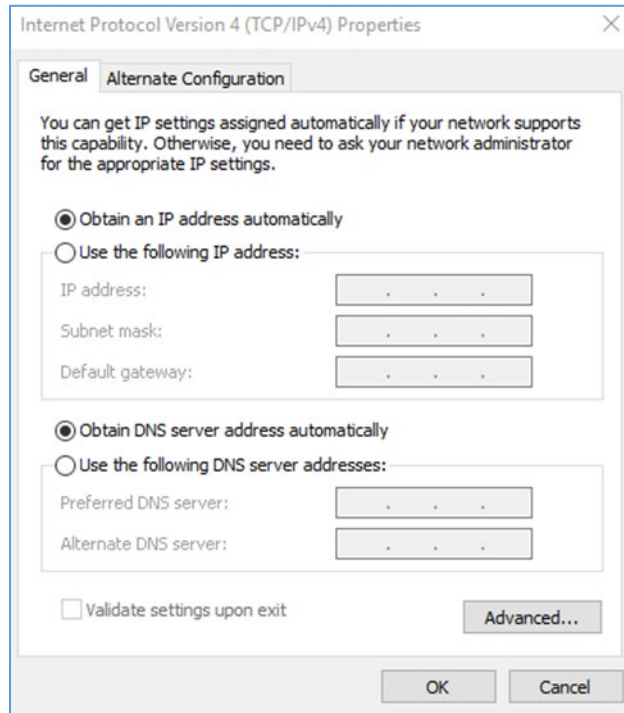 Internet Protocol Version 4 (TCP/IPv4) Properties
General
Alternate Configuration
You can get IP settings assigned automatically if your network supports
this capability. Otherwise, you need to ask your network administrator
for the appropriate IP settings.
Obtain an IP address automatically
Use the following IP address:
IP address:
Subnet mask:
Default gateway:
Obtain DNS server address automatically
Use the following DNS server addresses:
Preferred DNS server:
Alternate DNS server:
Validate settings upon exit
Advanced...
OK
Cancel